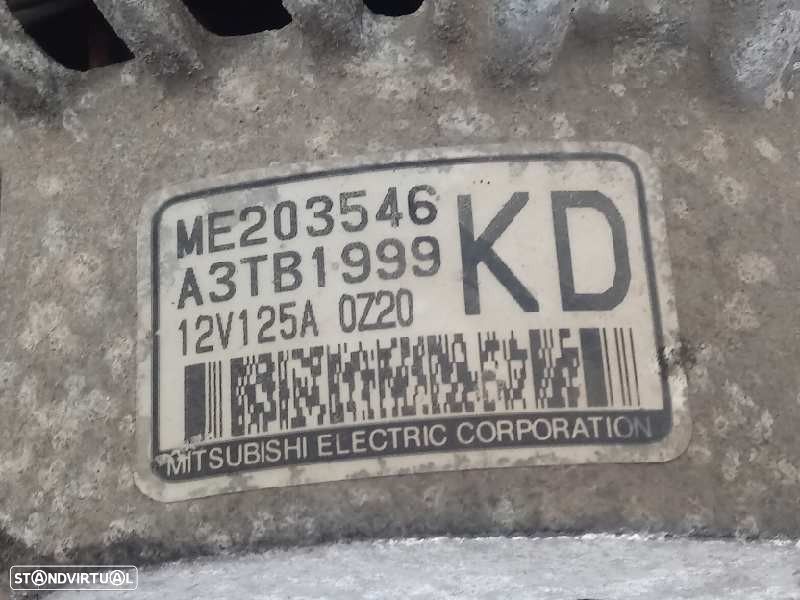 ME203546
A3TB1999
12V125A 0Z20
KD
MITSUBISHI ELECTRIC CORPORATION
STANDVIRTUAL